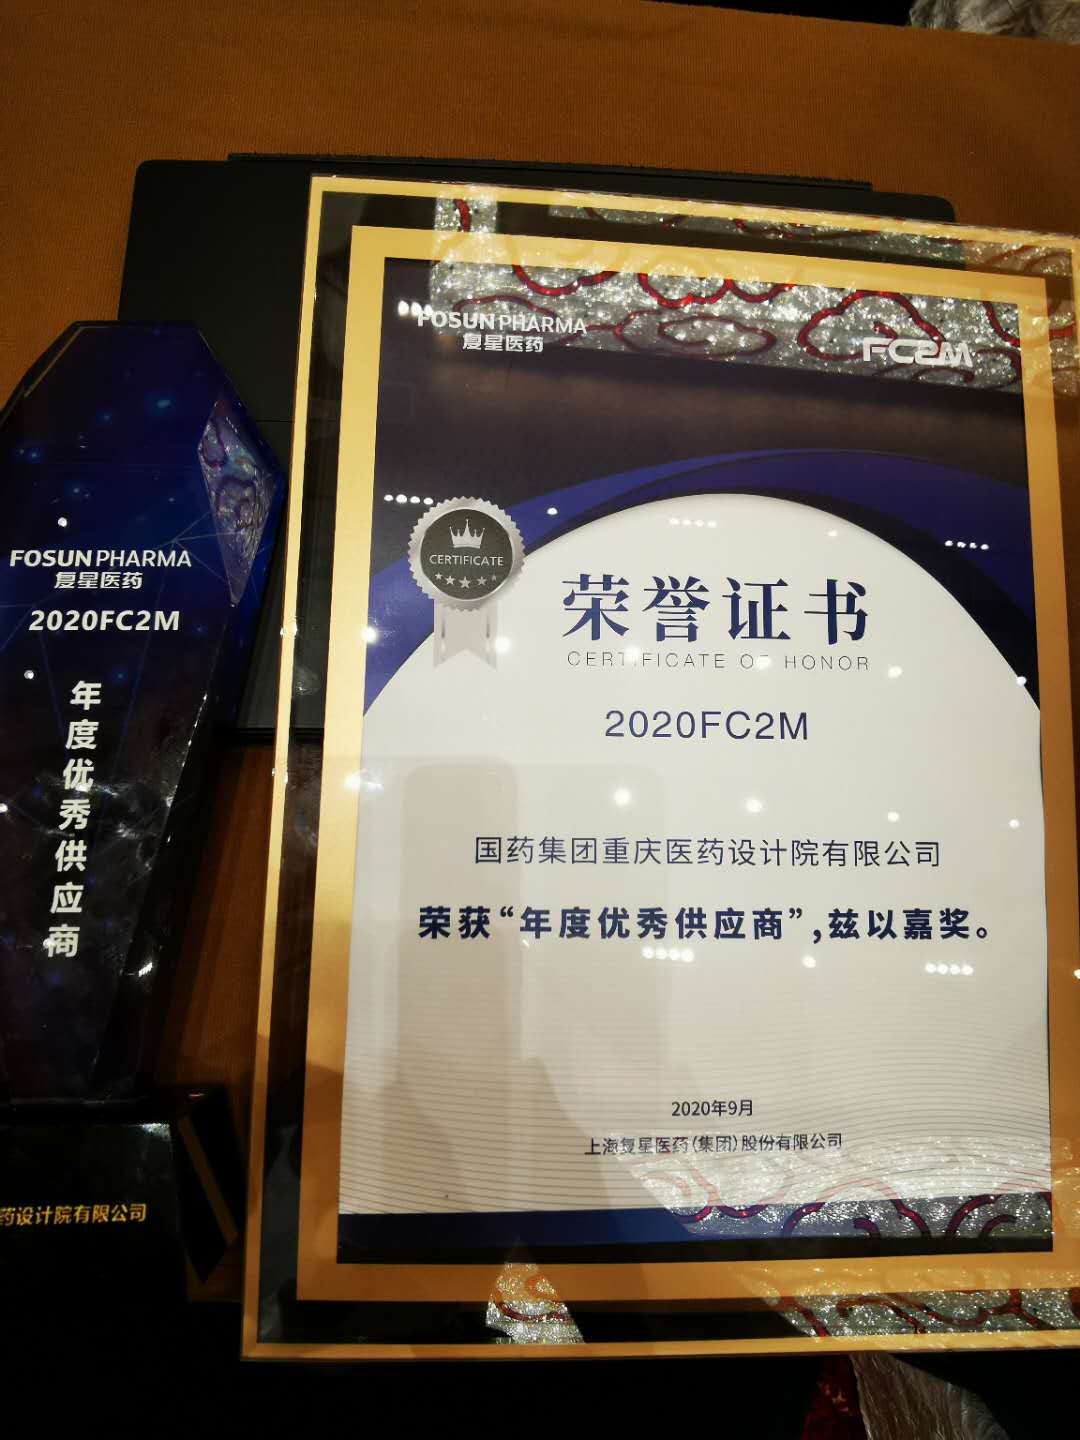 FOSUN PHARMA
复星医药
2020FC2M
年度优秀供应商
药设计院有限公司
FOSUN PHARMA
复星医药
FC2M
CERTIFICATE
荣誉证书
CERTIFICATE OF HONOR
2020FC2M
国药集团重庆医药设计院有限公司
荣获“年度优秀供应商”,兹以嘉奖。
2020年9月
上海复星医药(集团)股份有限公司